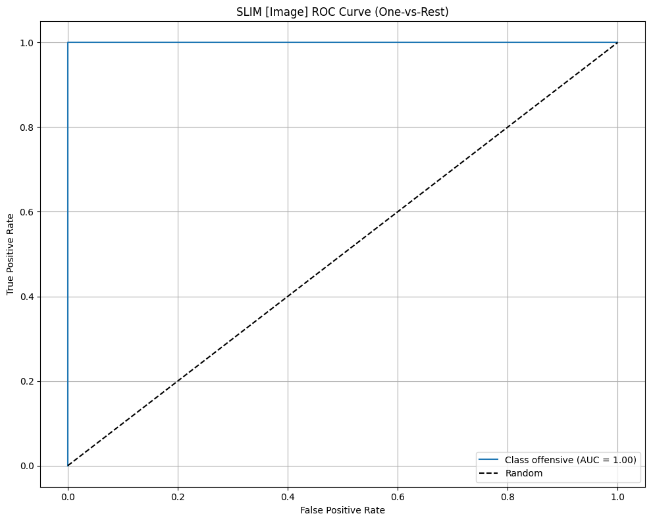 SLIM [Image] ROC Curve (One-vs-Rest)
True Positive Rate
1.0
0.8
0.6
0.4
0.2
0.0
0.0 0.2 0.4 0.6 0.8 1.0
False Positive Rate
Class offensive (AUC = 1.00)
Random